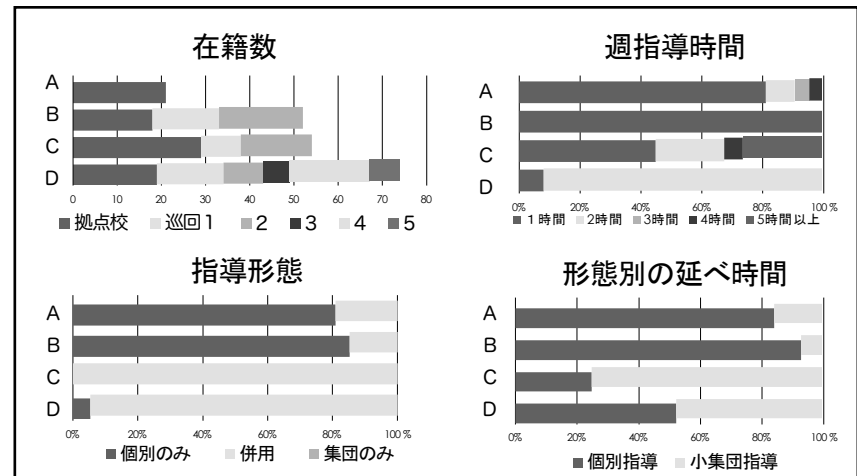 在籍数
A
B
C
D
0 10 20 30 40 50 60 70 80
■拠点校 ■巡回1 ■2 ■3 ■4 ■5
週指導時間
A
B
C
D
0% 20% 40% 60% 80% 100%
■1時間 ■2時間 ■3時間 ■4時間 ■5時間以上
指導形態
A
B
C
D
0% 20% 40% 60% 80% 100%
■個別のみ ■併用 ■集団のみ
形態別の延べ時間
A
B
C
D
0% 20% 40% 60% 80% 100%
■個別指導 ■小集団指導